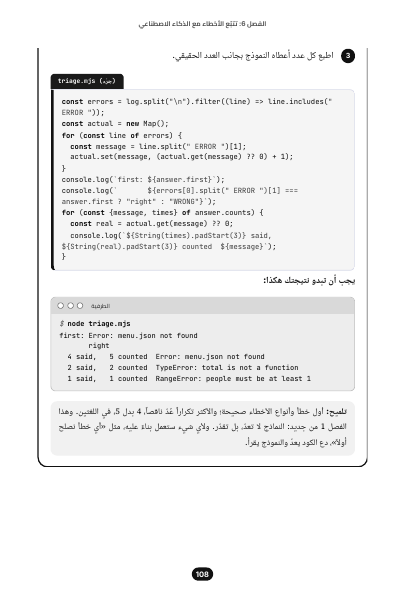 الفصل 6: تتبّع الأخطاء مع الذكاء الاصطناعي
3 اطبع كل عدد أعطاه النموذج بجانب العدد الحقيقي.
triage.mjs (جزء)
const errors = log.split("\n").filter((line) => line.includes("
ERROR "));
const actual = new Map();
for (const line of errors) {
  const message = line.split(" ERROR ")[1];
  actual.set(message, (actual.get(message) ?? 0) + 1);
}
console.log(`first: ${answer.first}`);
console.log(`       ${errors[0].split(" ERROR ")[1] ===
answer.first ? "right" : "WRONG"}`);
for (const {message, times} of answer.counts) {
  const real = actual.get(message) ?? 0;
  console.log(`${String(times).padStart(3)} said,
${String(real).padStart(3)} counted  ${message}`);
}
يجب أن تبدو نتيجتك هكذا:
الطرفية
$ node triage.mjs
first: Error: menu.json not found
       right
  4 said,   5 counted  Error: menu.json not found
  2 said,   2 counted  TypeError: total is not a function
  1 said,   1 counted  RangeError: people must be at least 1
تلميح: أول خطأ وأنواع الأخطاء صحيحة؛ والأكثر تكراراً عُدّ ناقصاً، 4 بدل 5، في اللغتين. وهذا
الفصل 1 من جديد: النماذج لا تعدّ، بل تقدّر. ولأي شيء ستعمل بناءً عليه، مثل «أي خطأ نصلح
أولاً»، دع الكود يعدّ والنموذج يقرأ.
108